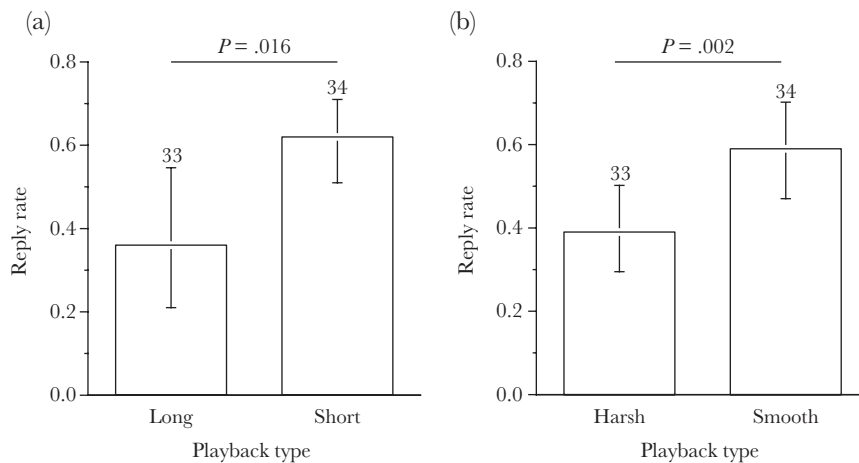 (a)
P = .016
0.8
0.6
0.4
0.2
0.0
Reply rate
33
34
Long
Short
Playback type
(b)
P = .002
0.8
0.6
0.4
0.2
0.0
Reply rate
33
34
Harsh
Smooth
Playback type